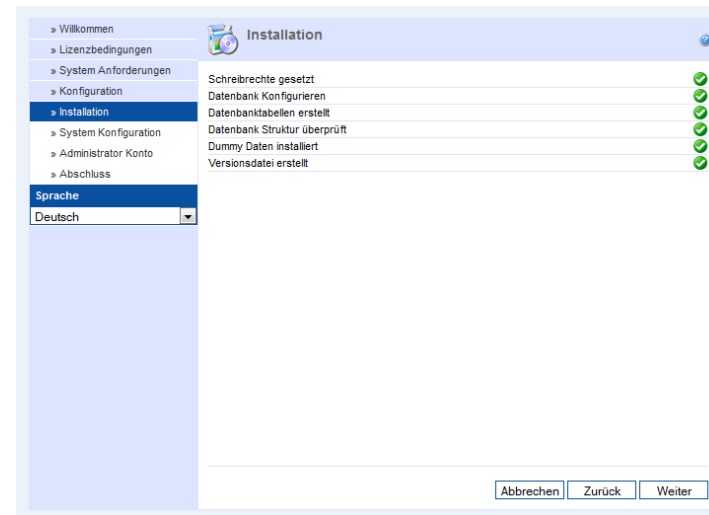 » Willkommen
» Lizenzbedingungen
» System Anforderungen
» Konfiguration
» Installation
» System Konfiguration
» Administrator Konto
» Abschluss
Sprache
Deutsch
Installation
Schreibrechte gesetzt
Datenbank Konfigurieren
Datenbanktabellen erstellt
Datenbank Struktur überprüft
Dummy Daten installiert
Versionsdatei erstellt
Abbrechen Zurück Weiter